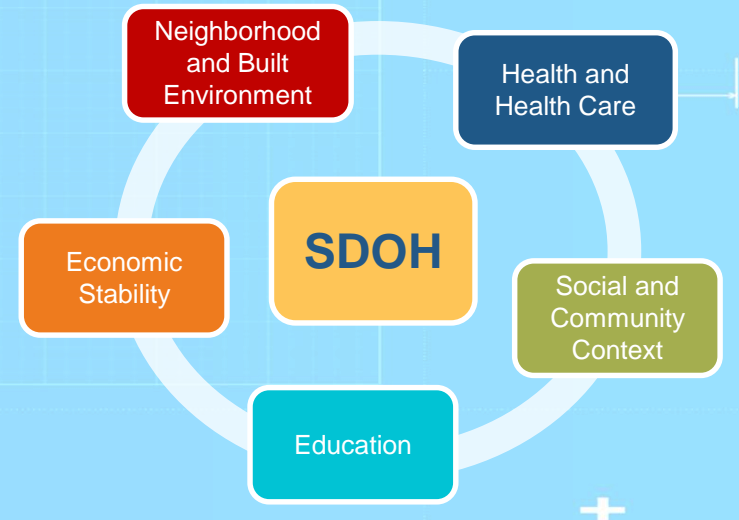 Neighborhood
and Built
Environment
Health and
Health Care
SDOH
Economic
Stability
Social and
Community
Context
Education